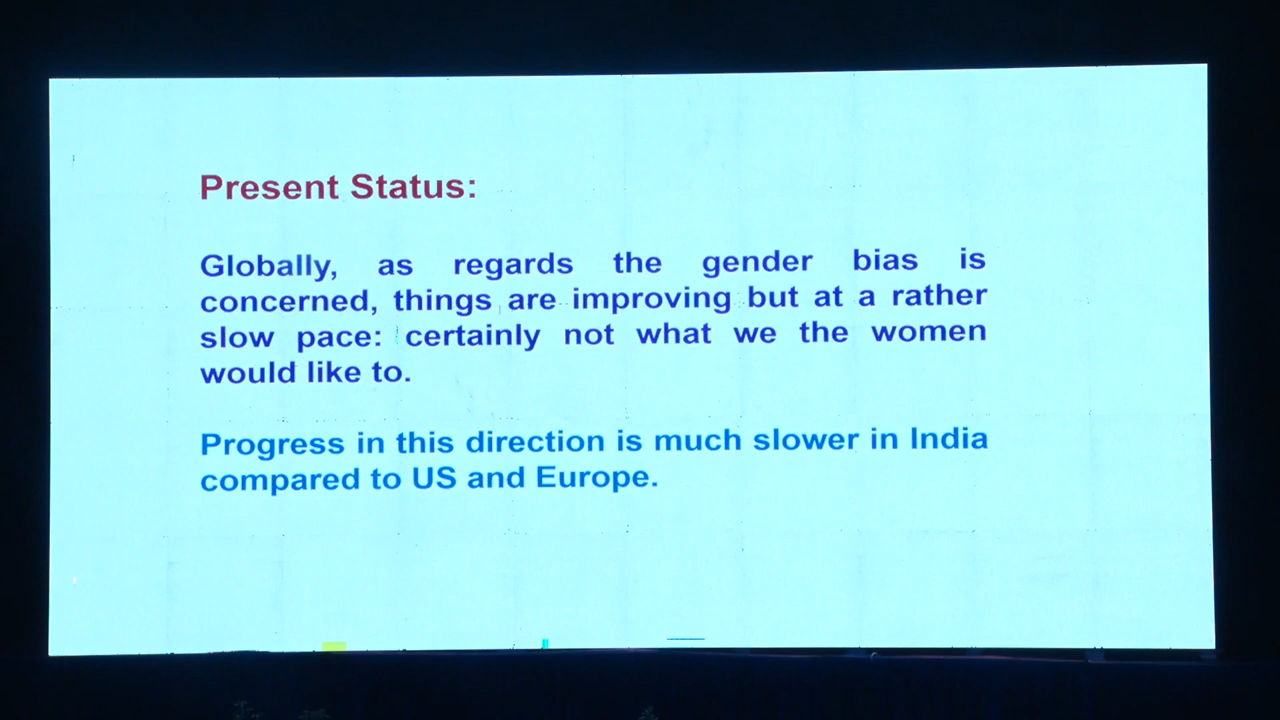 Present Status:
Globally, as regards the gender bias is
concerned, things are improving but at a rather
slow pace: certainly not what we the women
would like to.
Progress in this direction is much slower in India
compared to US and Europe.